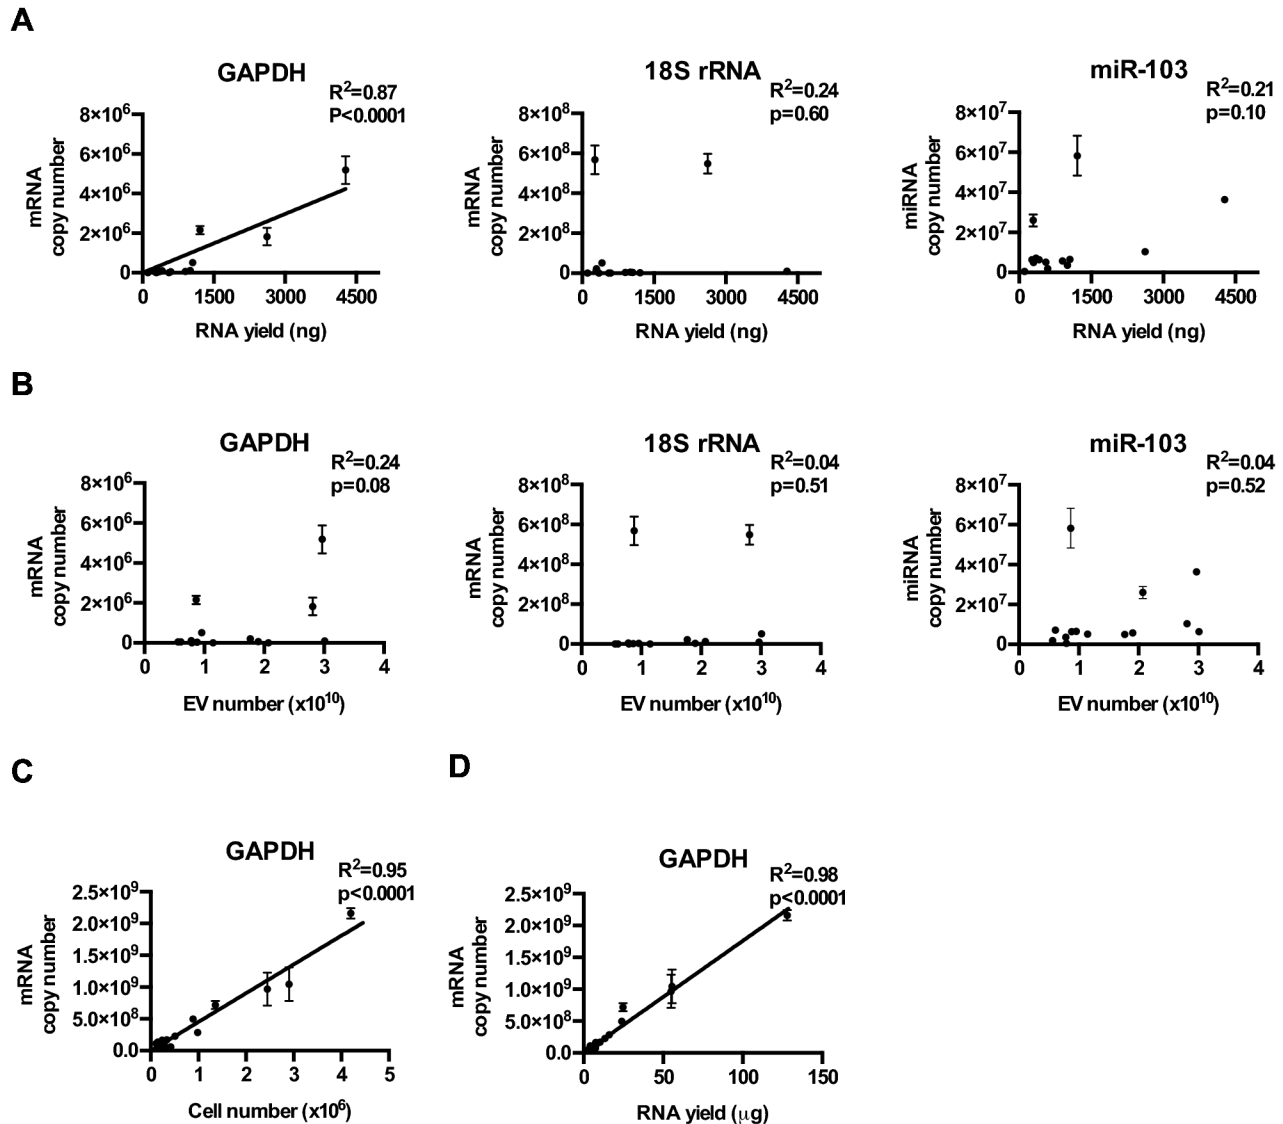 A
GAPDH
R²=0.87
P<0.0001
8×10⁶
6×10⁶
4×10⁶
2×10⁶
0
mRNA
copy number
0 1500 3000 4500
RNA yield (ng)
18S rRNA
R²=0.24
p=0.60
8×10⁸
6×10⁸
4×10⁸
2×10⁸
0
mRNA
copy number
0 1500 3000 4500
RNA yield (ng)
miR-103
R²=0.21
p=0.10
8×10⁷
6×10⁷
4×10⁷
2×10⁷
0
miRNA
copy number
0 1500 3000 4500
RNA yield (ng)
B
GAPDH
R²=0.24
p=0.08
8×10⁶
6×10⁶
4×10⁶
2×10⁶
0
mRNA
copy number
0 1 2 3 4
EV number (x10¹⁰)
18S rRNA
R²=0.04
p=0.51
8×10⁸
6×10⁸
4×10⁸
2×10⁸
0
mRNA
copy number
0 1 2 3 4
EV number (x10¹⁰)
miR-103
R²=0.04
p=0.52
8×10⁷
6×10⁷
4×10⁷
2×10⁷
0
miRNA
copy number
0 1 2 3 4
EV number (x10¹⁰)
C
GAPDH
R²=0.95
p<0.0001
2.5×10⁹
2.0×10⁹
1.5×10⁹
1.0×10⁹
5.0×10⁸
0.0
mRNA
copy number
0 1 2 3 4 5
Cell number (x10⁶)
D
GAPDH
R²=0.98
p<0.0001
2.5×10⁹
2.0×10⁹
1.5×10⁹
1.0×10⁹
5.0×10⁸
0.0
mRNA
copy number
0 50 100 150
RNA yield (μg)